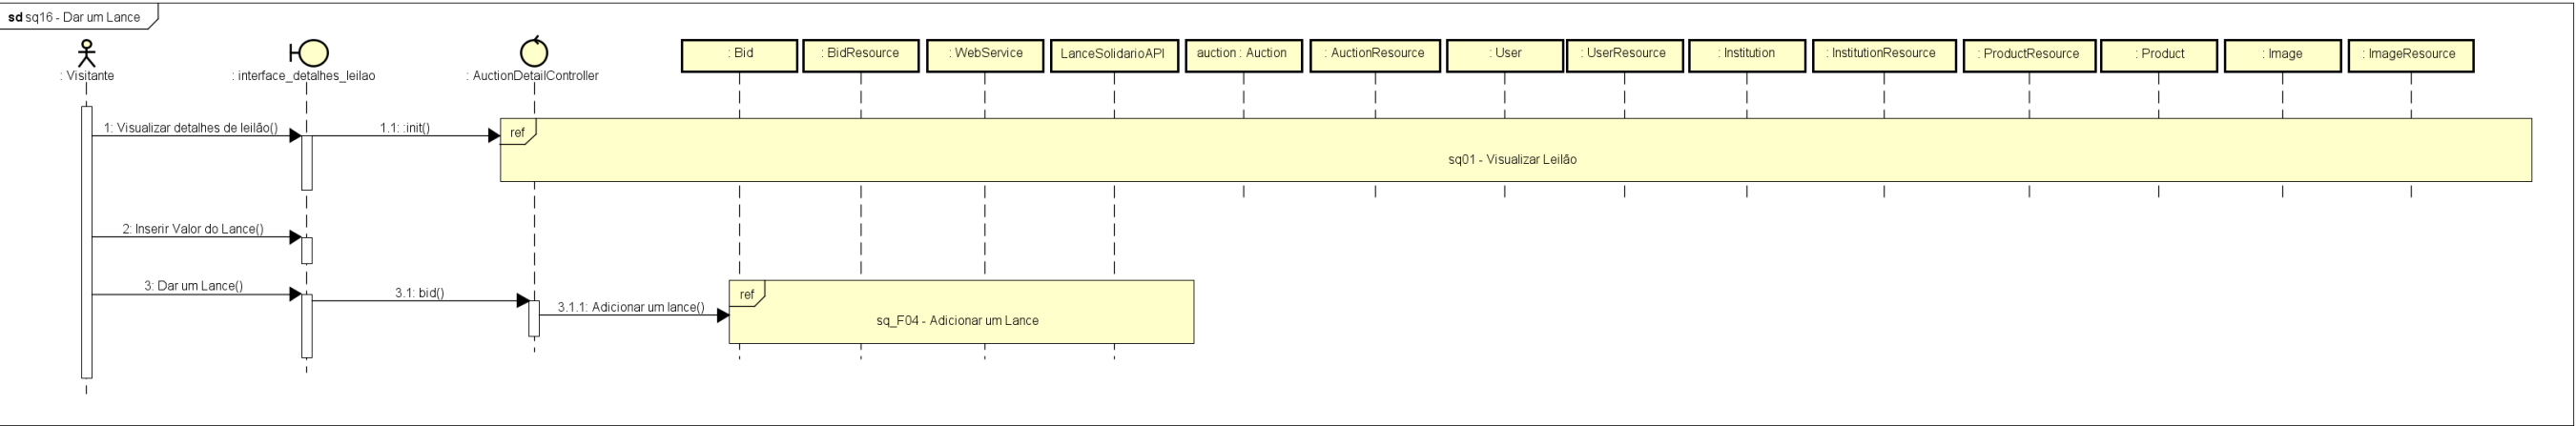 sd sq16 - Dar um Lance
: Visitante
: interface_detalhes_leilao
: AuctionDetailController
: Bid
: BidResource
: WebService
LanceSolidarioAPI
auction : Auction
: AuctionResource
: User
: UserResource
: Institution
: InstitutionResource
: ProductResource
: Product
: Image
: ImageResource
1: Visualizar detalhes de leilão()
1.1: :init()
ref
sq01 - Visualizar Leilão
2: Inserir Valor do Lance()
3: Dar um Lance()
3.1: bid()
3.1.1: Adicionar um lance()
ref
sq_F04 - Adicionar um Lance